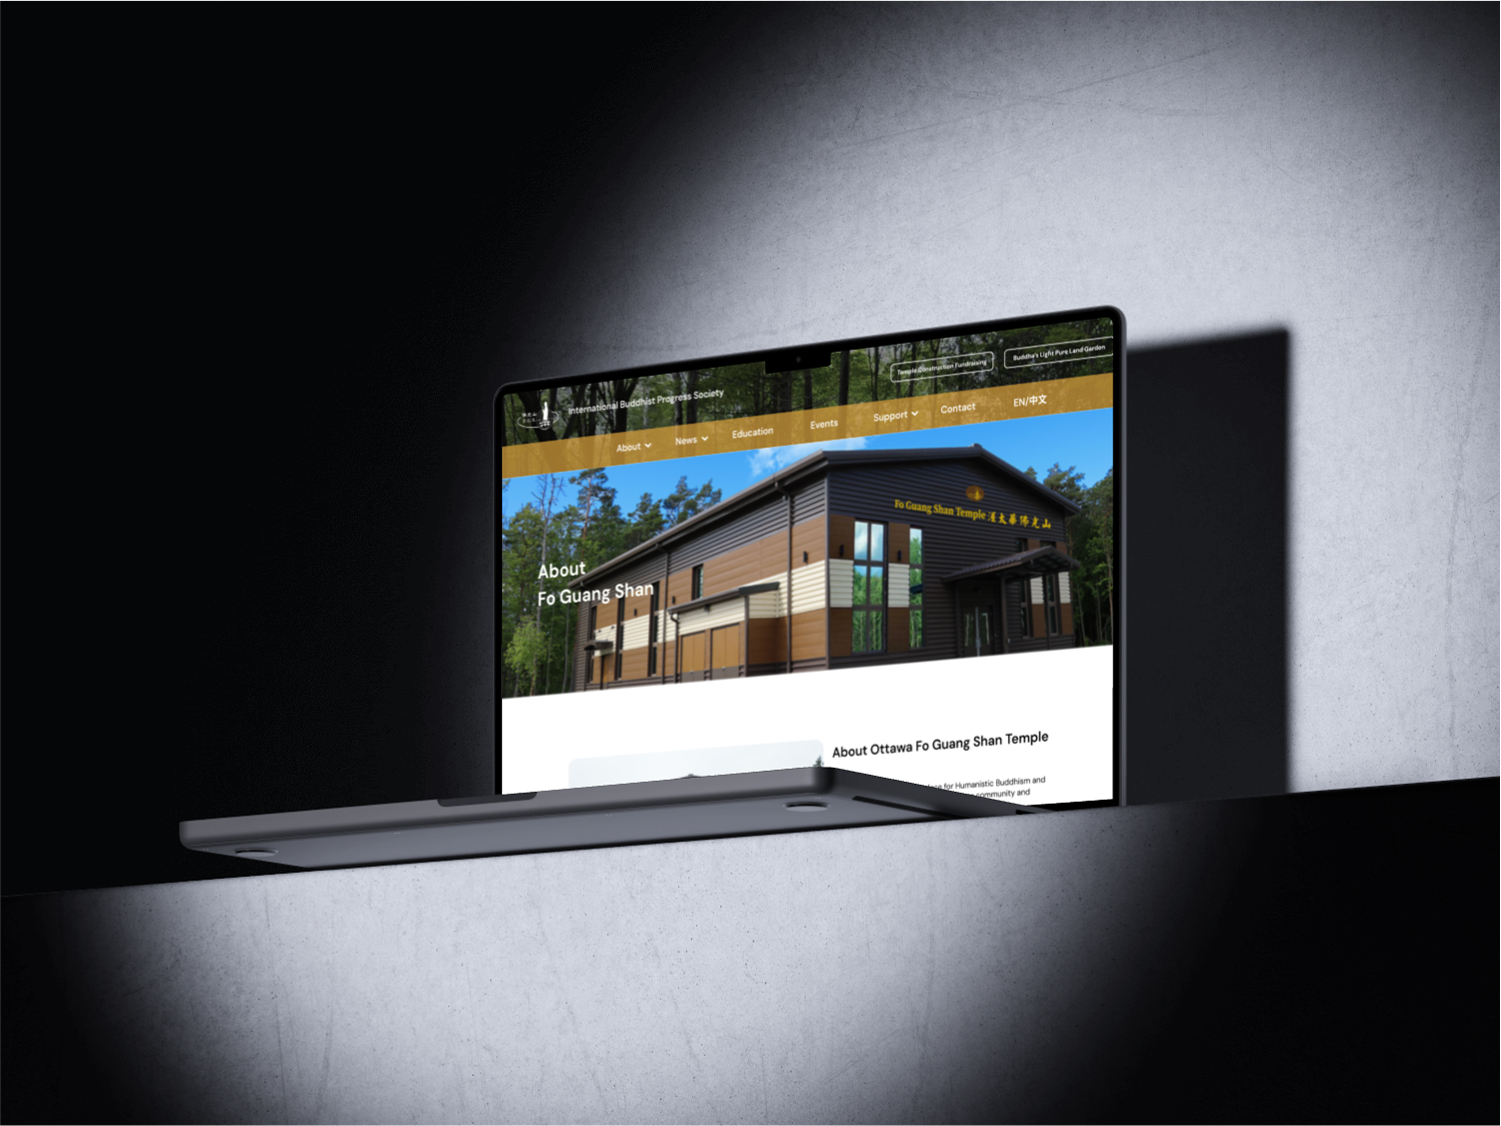 International Buddhist Progress Society
Temple Construction Fundraising
Buddha's Light Pure Land Garden
About
News
Education
Events
Support
Contact
EN/中文
Fo Guang Shan Temple 渥太華佛光山
About
Fo Guang Shan
About Ottawa Fo Guang Shan Temple
for Humanistic Buddhism and
community and